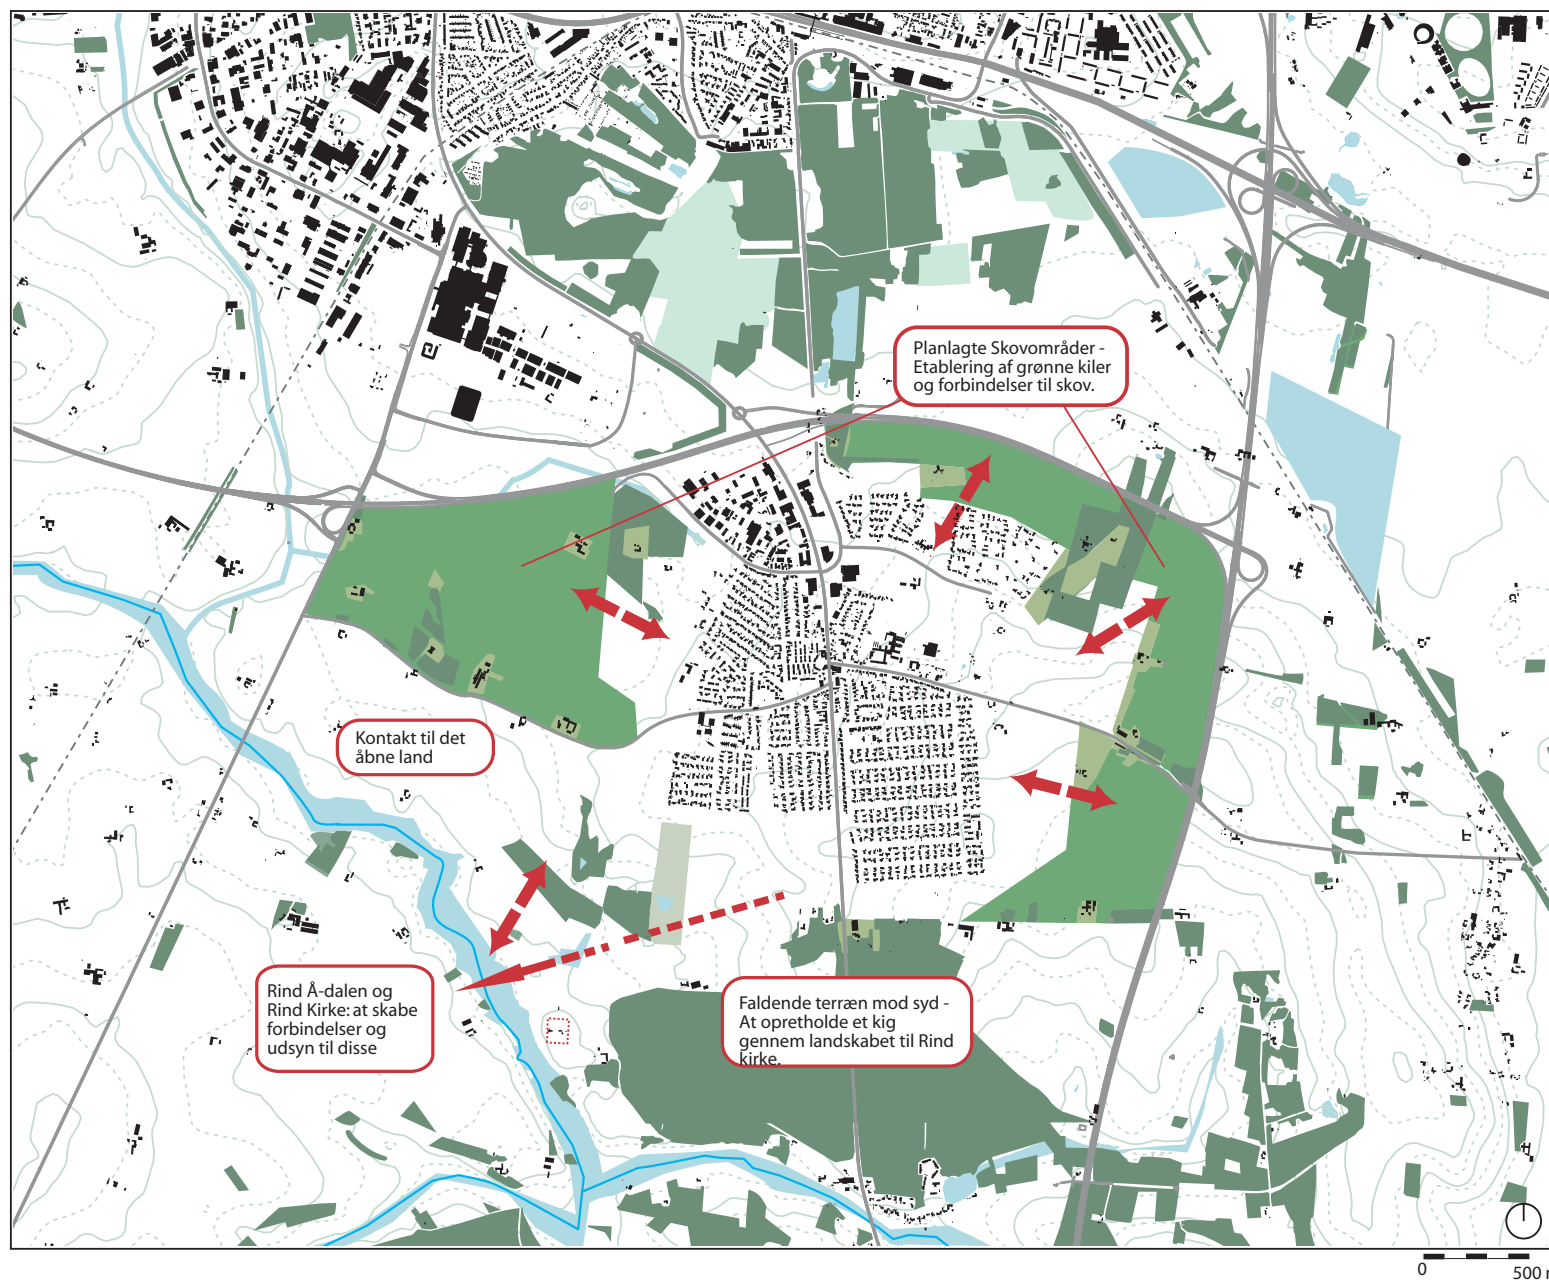 Planlagte Skovområder -
Etablering af grønne kiler
og forbindelser til skov.
Kontakt til det
åbne land
Rind Å-dalen og
Rind Kirke: at skabe
forbindelser og
udsyn til disse
Faldende terræn mod syd -
At opretholde et kig
gennem landskabet til Rind
kirke.
0 500